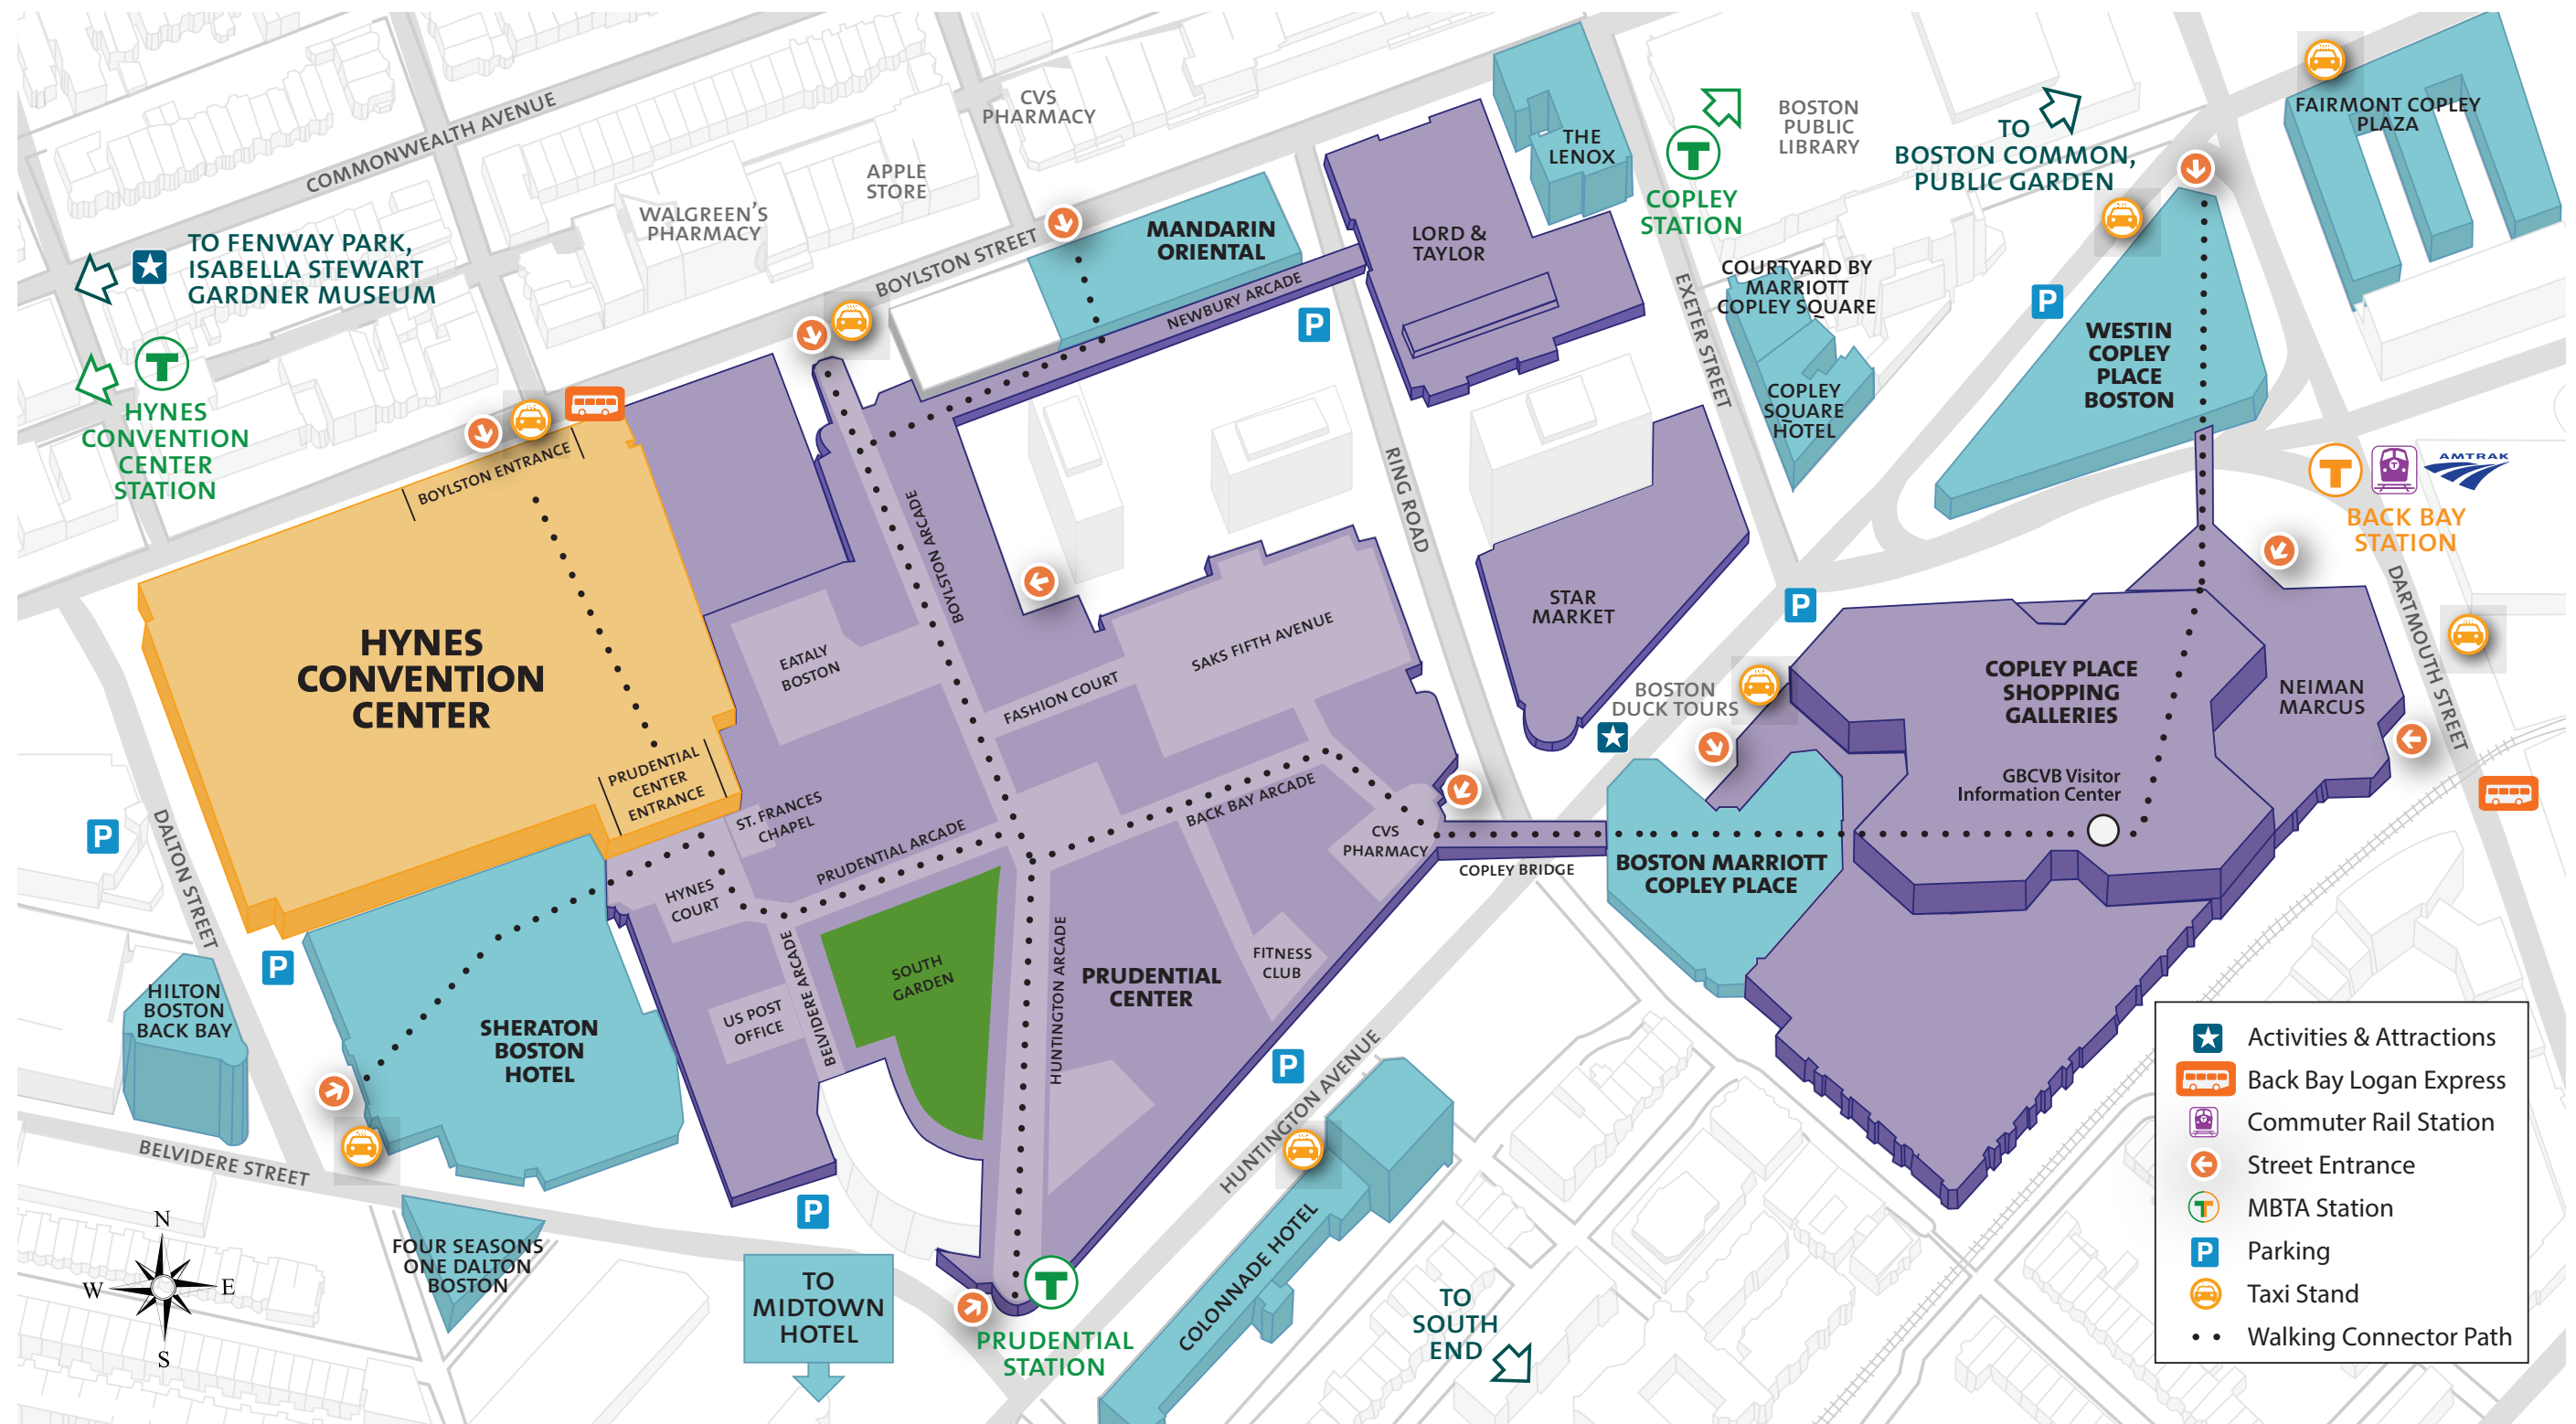 COMMONWEALTH AVENUE
CVS
PHARMACY
APPLE
STORE
WALGREEN'S
PHARMACY
BOYLSTON STREET
MANDARIN
ORIENTAL
NEWBURY ARCADE
LORD &
TAYLOR
THE
LENOX
T
COPLEY
STATION
BOSTON
PUBLIC
LIBRARY
TO
BOSTON COMMON,
PUBLIC GARDEN
FAIRMONT COPLEY
PLAZA
TO FENWAY PARK,
ISABELLA STEWART
GARDNER MUSEUM
T
HYNES
CONVENTION
CENTER
STATION
P
EXETER STREET
COURTYARD BY
MARRIOTT
COPLEY SQUARE
COPLEY
SQUARE
HOTEL
P
WESTIN
COPLEY
PLACE
BOSTON
T
T
AMTRAK
BACK BAY
STATION
DARTMOUTH STREET
BOYLSTON ENTRANCE
HYNES
CONVENTION
CENTER
PRUDENTIAL
CENTER
ENTRANCE
BOYLSTON ARCADE
EATALY
BOSTON
FASHION COURT
SAKS FIFTH AVENUE
RING ROAD
STAR
MARKET
P
BOSTON
DUCK TOURS
COPLEY PLACE
SHOPPING
GALLERIES
NEIMAN
MARCUS
GBCVB Visitor
Information Center
ST. FRANCES
CHAPEL
PRUDENTIAL ARCADE
BACK BAY ARCADE
CVS
PHARMACY
COPLEY BRIDGE
BOSTON MARRIOTT
COPLEY PLACE
P
DALTON STREET
HYNES
COURT
P
BELVIDERE ARCADE
SOUTH
GARDEN
HUNTINGTON ARCADE
PRUDENTIAL
CENTER
FITNESS
CLUB
US POST
OFFICE
HILTON
BOSTON
BACK BAY
SHERATON
BOSTON
HOTEL
P
HUNTINGTON AVENUE
BELVIDERE STREET
P
FOUR SEASONS
ONE DALTON
BOSTON
TO
MIDTOWN
HOTEL
T
PRUDENTIAL
STATION
COLONNADE HOTEL
TO
SOUTH
END
N
W
E
S
Activities & Attractions
Back Bay Logan Express
T
Commuter Rail Station
Street Entrance
T
MBTA Station
P
Parking
Taxi Stand
Walking Connector Path